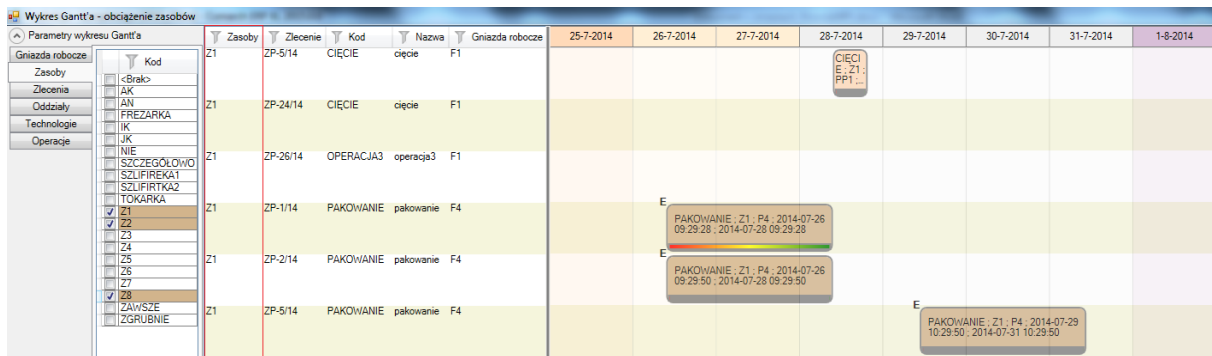 Wykres Gantt'a - obciążenie zasobów
Parametry wykresu Gantt'a
Gniazda robocze
Zasoby
Zlecenia
Oddziały
Technologie
Operacje
Kod
<Brak>
AK
AN
FREZARKA
IK
JK
NIE
SZCZEGÓŁOWO
SZLIFIREKA1
SZLIFIRTKA2
TOKARKA
Z1
Z2
Z3
Z4
Z5
Z6
Z7
Z8
ZAWSZE
ZGRUBNIE
Zasoby Zlecenie Kod Nazwa Gniazda robocze 25-7-2014 26-7-2014 27-7-2014 28-7-2014 29-7-2014 30-7-2014 31-7-2014 1-8-2014
Z1 ZP-5/14 CIĘCIE cięcie F1
CIĘCI
E ; Z1 ;
PP1 ;...
Z1 ZP-24/14 CIĘCIE cięcie F1
Z1 ZP-26/14 OPERACJA3 operacja3 F1
Z1 ZP-1/14 PAKOWANIE pakowanie F4
E
PAKOWANIE ; Z1 ; P4 ; 2014-07-26
09:29:28 ; 2014-07-28 09:29:28
Z1 ZP-2/14 PAKOWANIE pakowanie F4
E
PAKOWANIE ; Z1 ; P4 ; 2014-07-26
09:29:50 ; 2014-07-28 09:29:50
Z1 ZP-5/14 PAKOWANIE pakowanie F4
E
PAKOWANIE ; Z1 ; P4 ; 2014-07-29
10:29:50 ; 2014-07-31 10:29:50